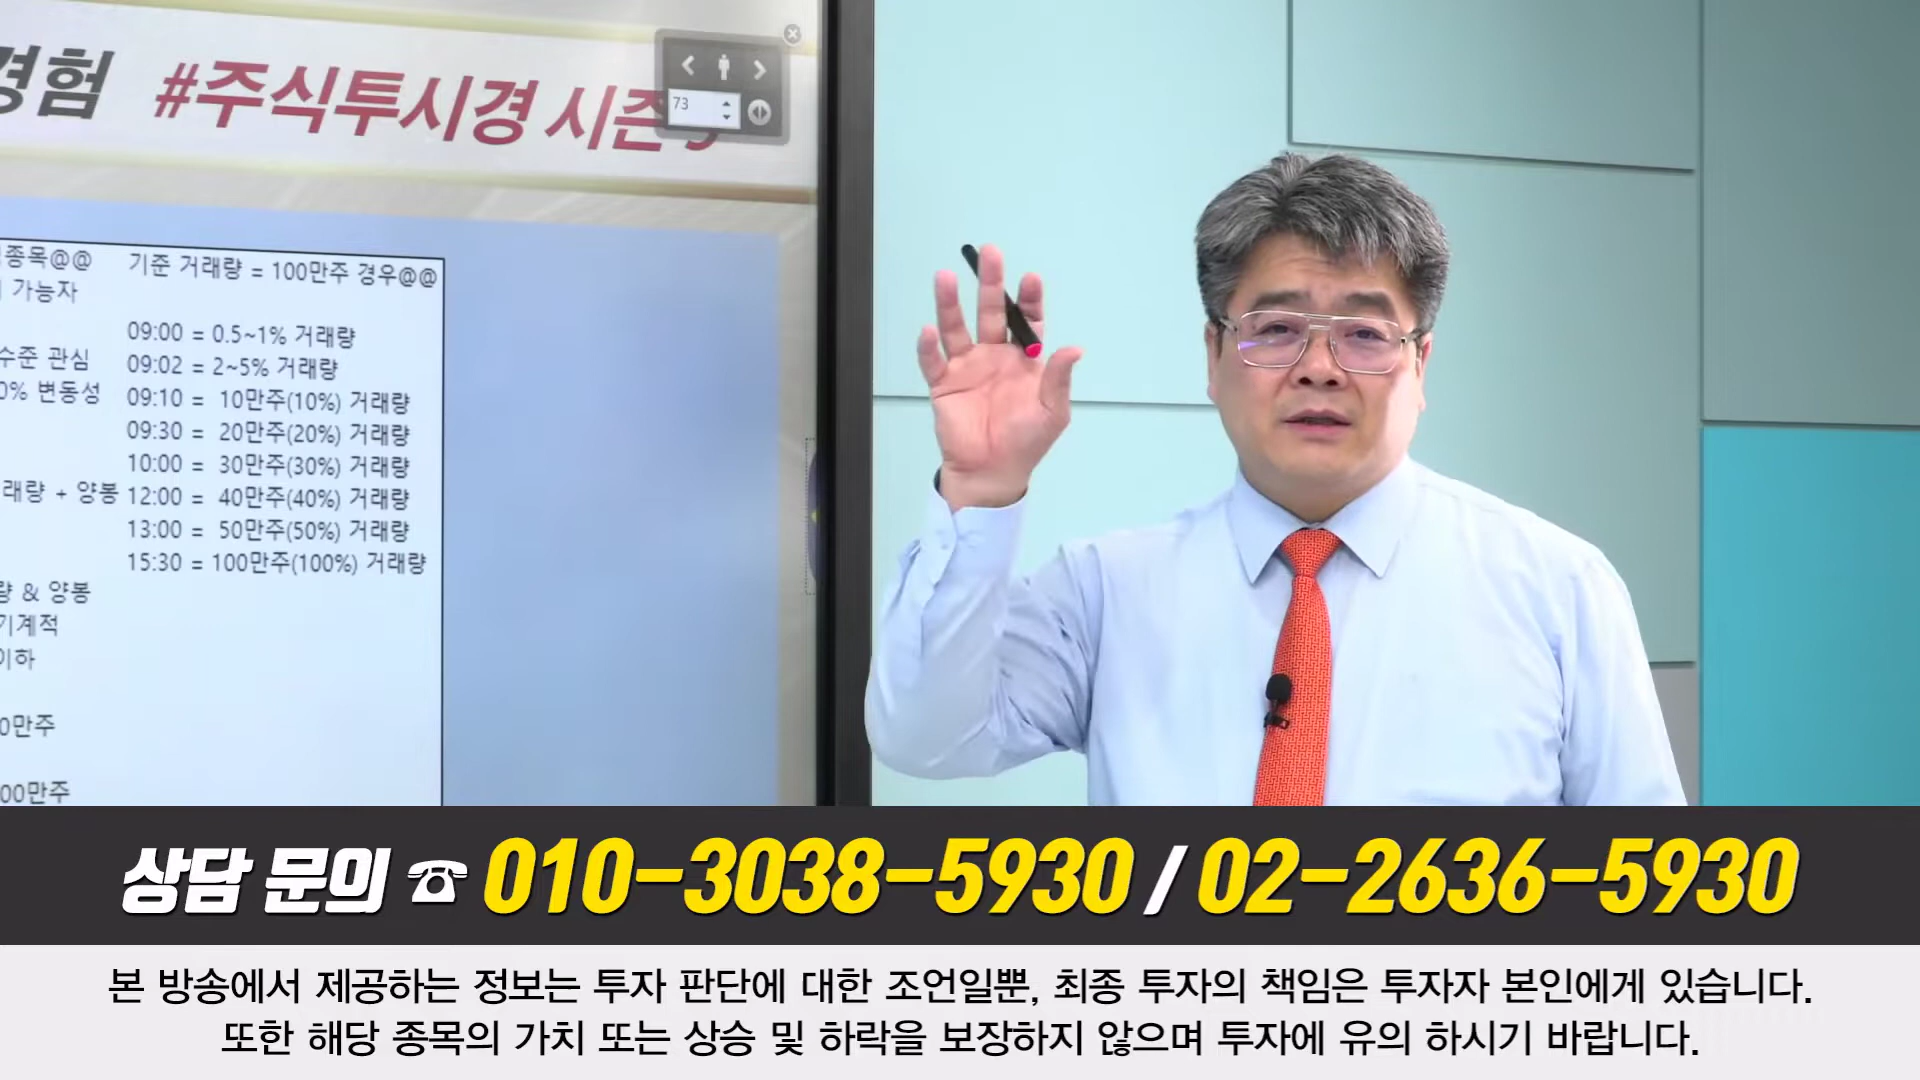 경험 #주식투시경 시즌
73
종목@@
가능자
수준 관심
0% 변동성
래량 + 양봉
량 & 양봉
기계적
이하
0만주
00만주
기준 거래량 = 100만주 경우@@
09:00 = 0.5~1% 거래량
09:02 = 2~5% 거래량
09:10 = 10만주(10%) 거래량
09:30 = 20만주(20%) 거래량
10:00 = 30만주(30%) 거래량
12:00 = 40만주(40%) 거래량
13:00 = 50만주(50%) 거래량
15:30 = 100만주(100%) 거래량
상담 문의 ☎ 010-3038-5930 / 02-2636-5930
본 방송에서 제공하는 정보는 투자 판단에 대한 조언일뿐, 최종 투자의 책임은 투자자 본인에게 있습니다.
또한 해당 종목의 가치 또는 상승 및 하락을 보장하지 않으며 투자에 유의 하시기 바랍니다.